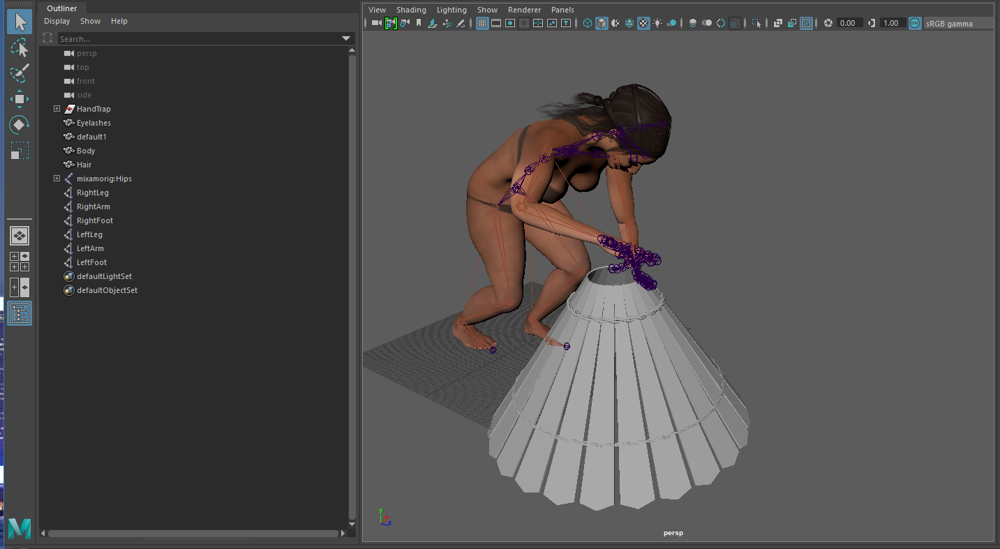 Outliner
Display Show Help
Search...
persp
top
front
side
HandTrap
Eyelashes
default1
Body
Hair
mixamorig:Hips
RightLeg
RightArm
RightFoot
LeftLeg
LeftArm
LeftFoot
defaultLightSet
defaultObjectSet
View Shading Lighting Show Renderer Panels
0.00 1.00 ON sRGB gamma
y
x
z
persp
M